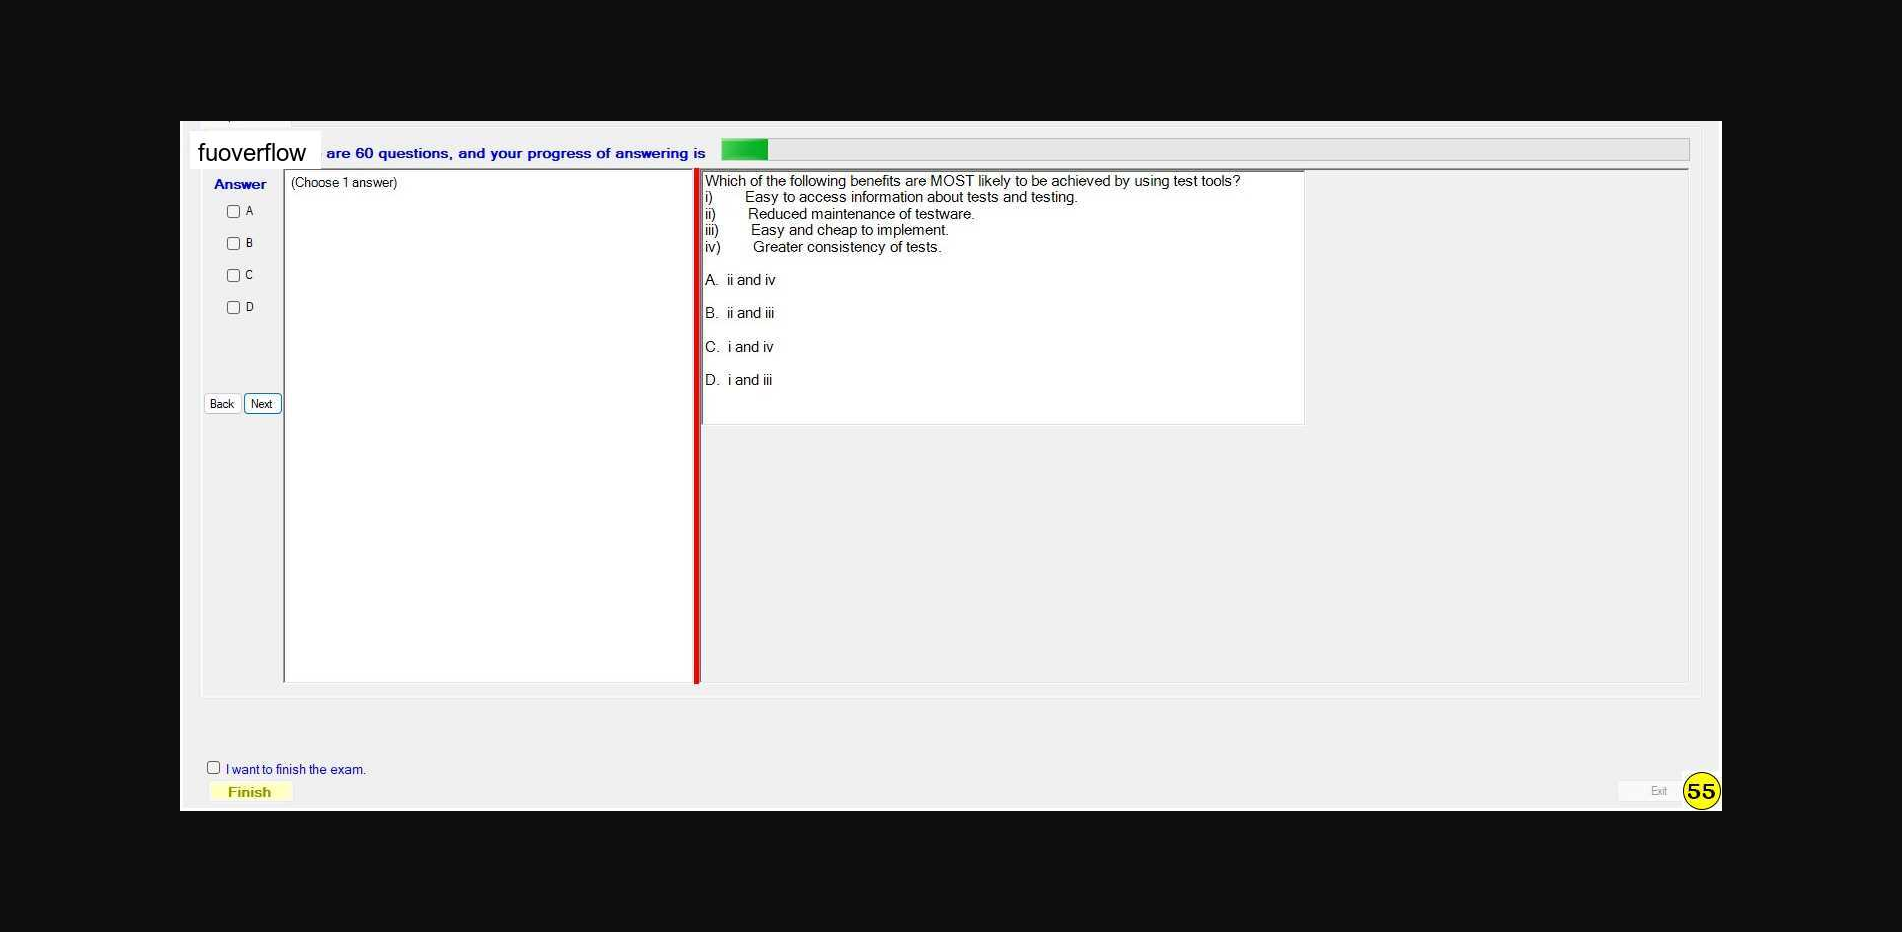 fuoverflow are 60 questions, and your progress of answering is
Answer
A
B
C
D
Back Next
(Choose 1 answer)
Which of the following benefits are MOST likely to be achieved by using test tools?
i) Easy to access information about tests and testing.
ii) Reduced maintenance of testware.
iii) Easy and cheap to implement.
iv) Greater consistency of tests.
A. ii and iv
B. ii and iii
C. i and iv
D. i and iii
I want to finish the exam.
Finish
Exit
55